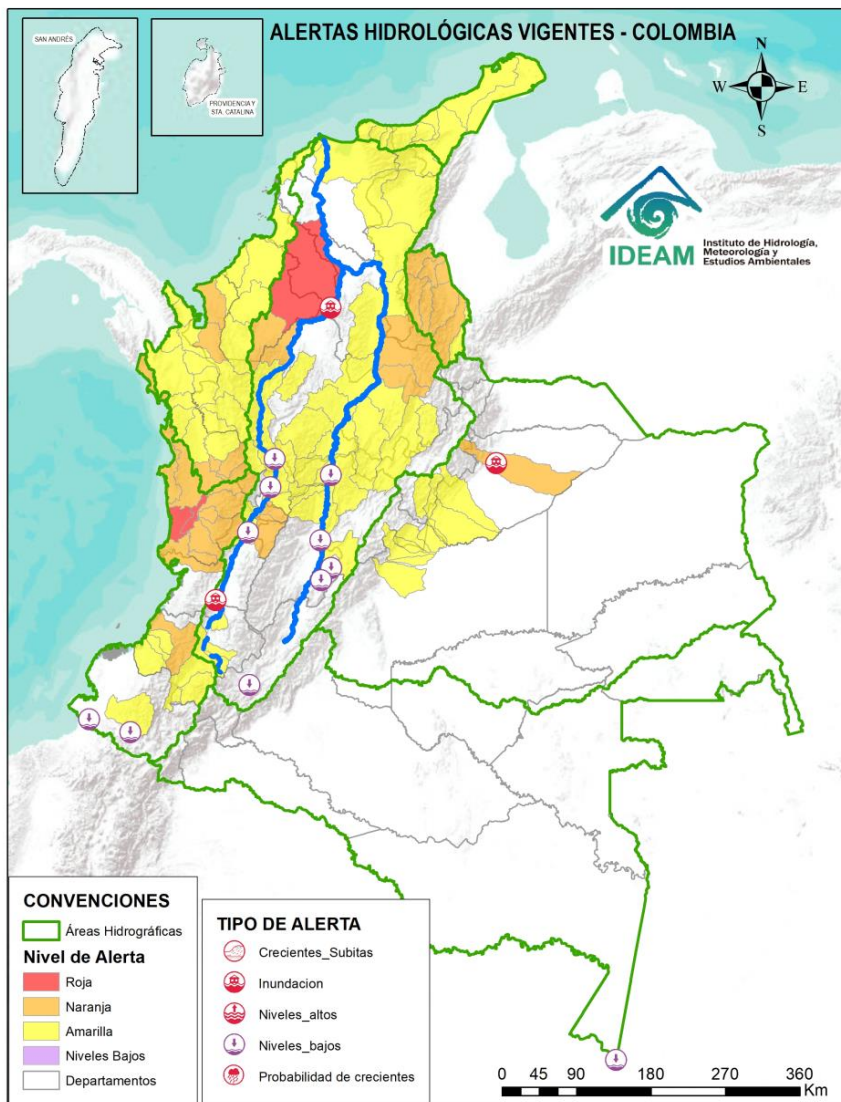 SAN ANDRÉS
PROVIDENCIA Y
STA. CATALINA
ALERTAS HIDROLÓGICAS VIGENTES - COLOMBIA
N
W
E
S
IDEAM
Instituto de Hidrología,
Meteorología y
Estudios Ambientales
CONVENCIONES
Áreas Hidrográficas
Nivel de Alerta
Roja
Naranja
Amarilla
Niveles Bajos
Departamentos
TIPO DE ALERTA
Crecientes_Subitas
Inundacion
Niveles_altos
Niveles_bajos
Probabilidad de crecientes
0 45 90 180 270 360
Km